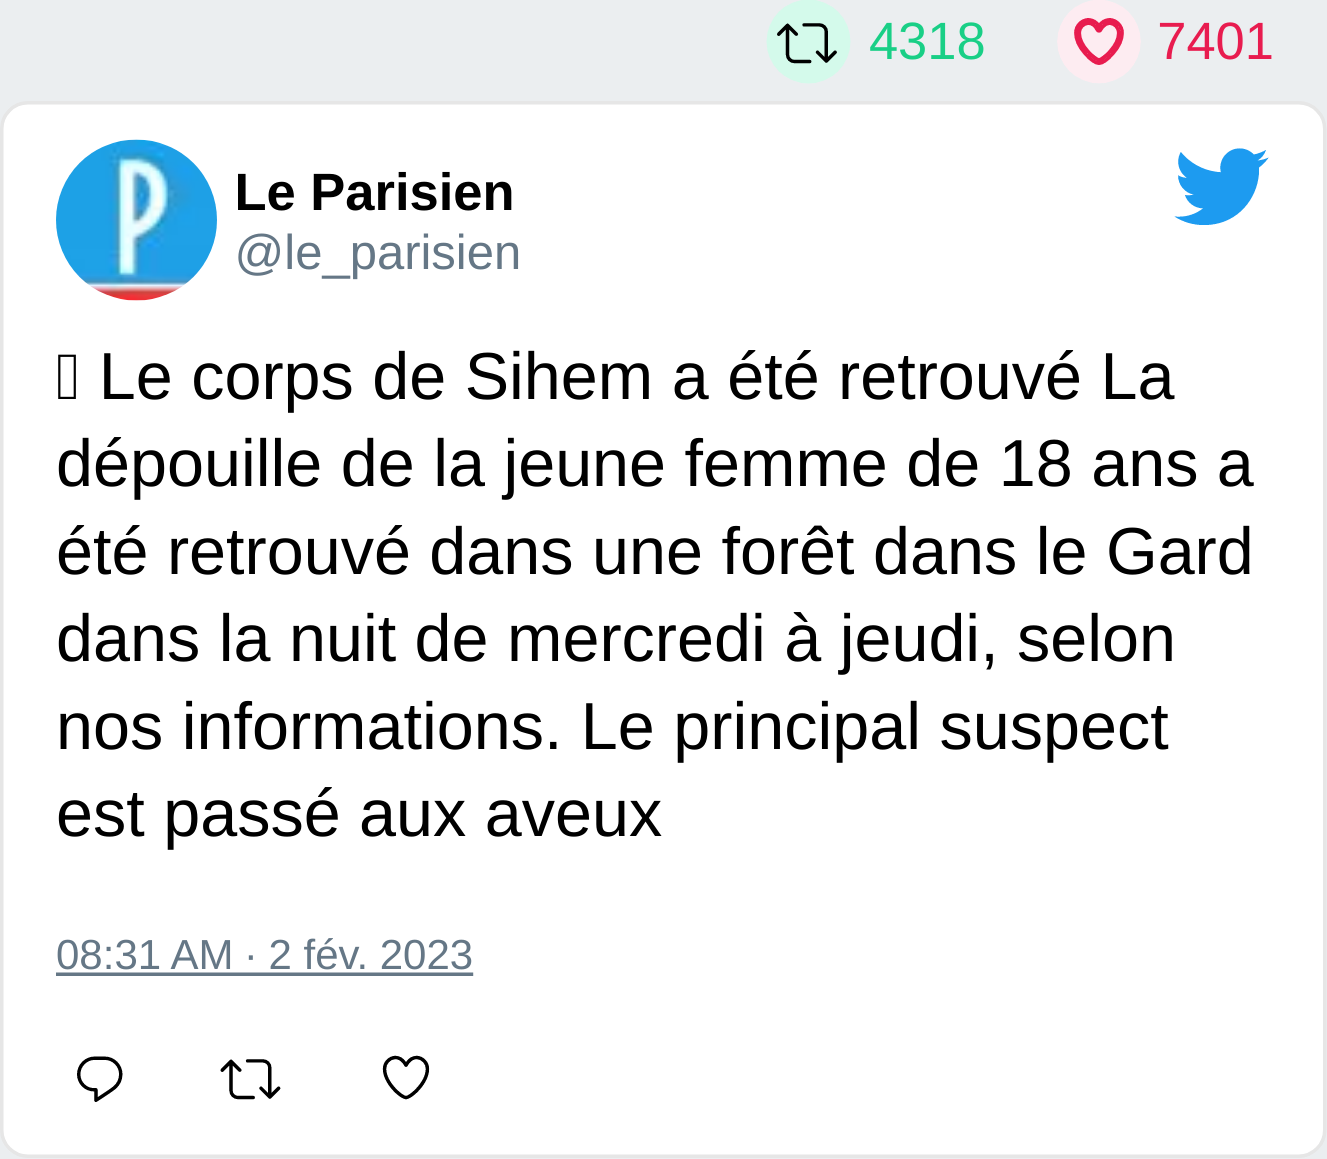 4318 7401
P
Le Parisien
@le_parisien
Le corps de Sihem a été retrouvé La
dépouille de la jeune femme de 18 ans a
été retrouvé dans une forêt dans le Gard
dans la nuit de mercredi à jeudi, selon
nos informations. Le principal suspect
est passé aux aveux
08:31 AM · 2 fév. 2023